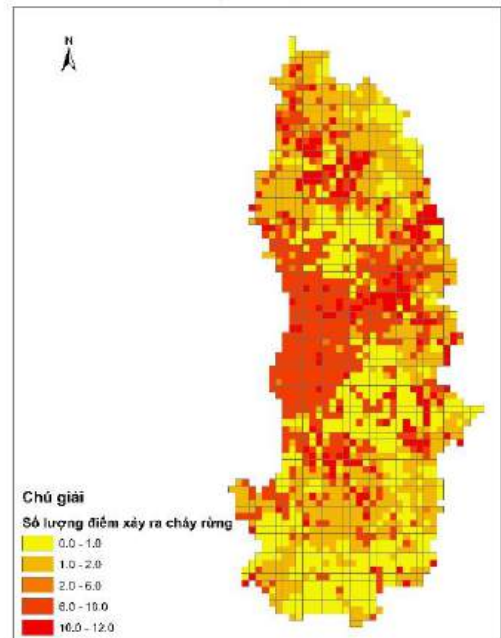 N
Chú giải
Số lượng điểm xảy ra cháy rừng
0.0 - 1.0
1.0 - 2.0
2.0 - 6.0
6.0 - 10.0
10.0 - 12.0